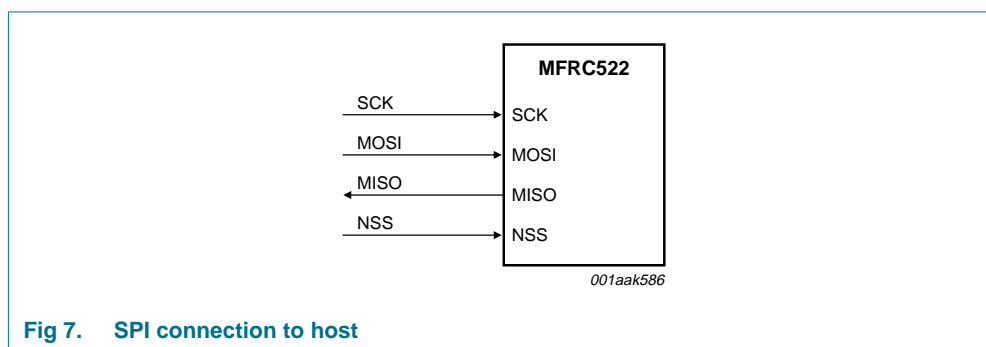 MFRC522
SCK
SCK
MOSI
MOSI
MISO
MISO
NSS
NSS
001aak586
Fig 7. SPI connection to host